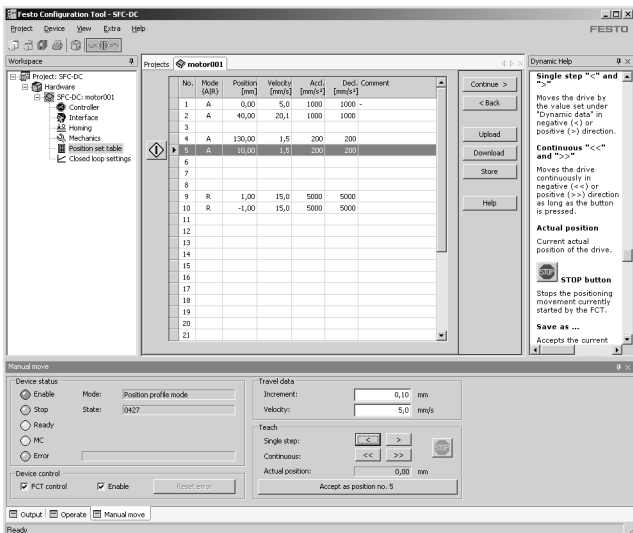 Festo Configuration Tool - SFC-DC
Project Device View Extra Help
FESTO
Workspace
Project: SFC-DC
Hardware
SFC-DC: motor001
Controller
Interface
Homing
Mechanics
Position set table
Closed loop settings
Projects motor001
No. Mode Position Velocity Accl. Decl. Comment
{A|R} [mm] [mm/s] [mm/s²] [mm/s²]
1 A 0,00 5,0 1000 1000 -
2 A 40,00 20,1 1000 1000
3
4 A 130,00 1,5 200 200
5 A 10,00 1,5 200 200
6
7
8
9 R 1,00 15,0 5000 5000
10 R -1,00 15,0 5000 5000
11
12
13
14
15
16
17
18
19
20
21
Continue >
< Back
Upload
Download
Store
Help
Dynamic Help
Single step "<" and
">"
Moves the drive by
the value set under
"Dynamic data" in
negative (<) or
positive (>) direction.
Continuous "<<"
and ">>"
Moves the drive
continuously in
negative (<<) or
positive (>>) direction
as long as the button
is pressed.
Actual position
Current actual
position of the drive.
STOP
STOP button
Stops the positioning
movement currently
started by the FCT.
Save as ...
Accepts the current
Manual move
Device status
Enable Mode: Position profile mode
Stop State: 0427
Ready
MC
Error
Device control
FCT control Enable Reset error
Travel data
Increment: 0,10 mm
Velocity: 5,0 mm/s
Teach
Single step: < >
Continuous: << >>
STOP
Actual position: 0,00 mm
Accept as position no. 5
Output Operate Manual move
Ready